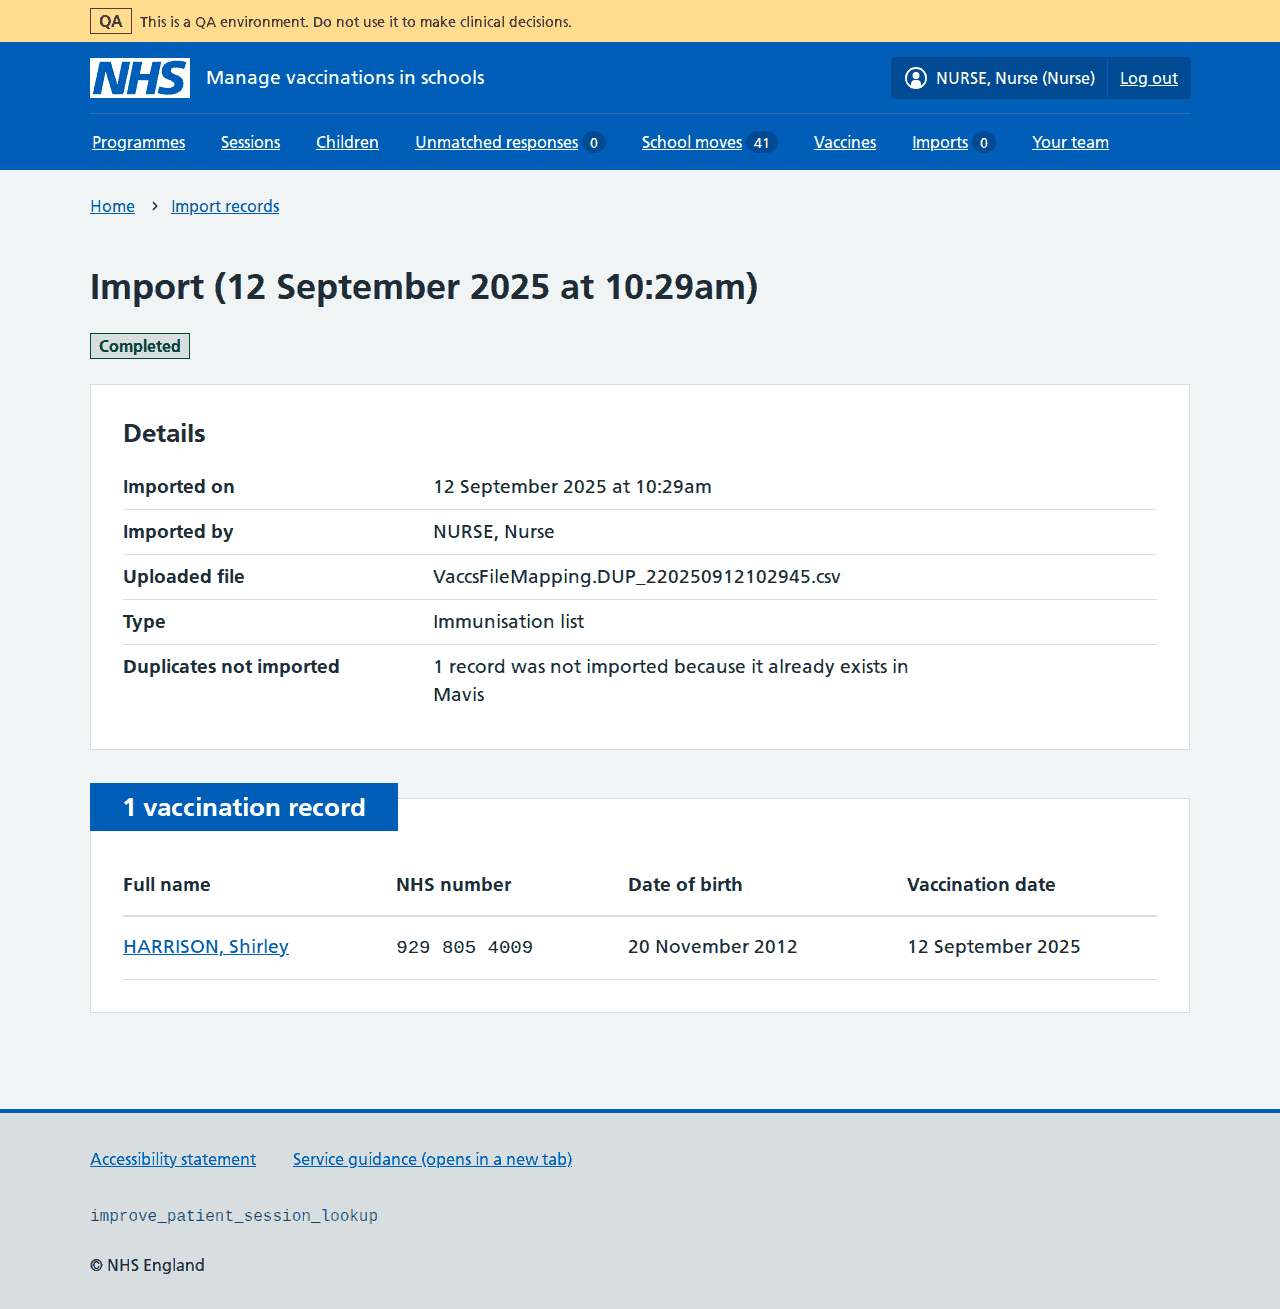 QA This is a QA environment. Do not use it to make clinical decisions.
NHS Manage vaccinations in schools NURSE, Nurse (Nurse) Log out
Programmes Sessions Children Unmatched responses 0 School moves 41 Vaccines Imports 0 Your team
Home Import records
Import (12 September 2025 at 10:29am)
Completed
Details
Imported on 12 September 2025 at 10:29am
Imported by NURSE, Nurse
Uploaded file VaccsFileMapping.DUP_220250912102945.csv
Type Immunisation list
Duplicates not imported 1 record was not imported because it already exists in
Mavis
1 vaccination record
Full name NHS number Date of birth Vaccination date
HARRISON, Shirley 929 805 4009 20 November 2012 12 September 2025
Accessibility statement Service guidance (opens in a new tab)
improve_patient_session_lookup
© NHS England